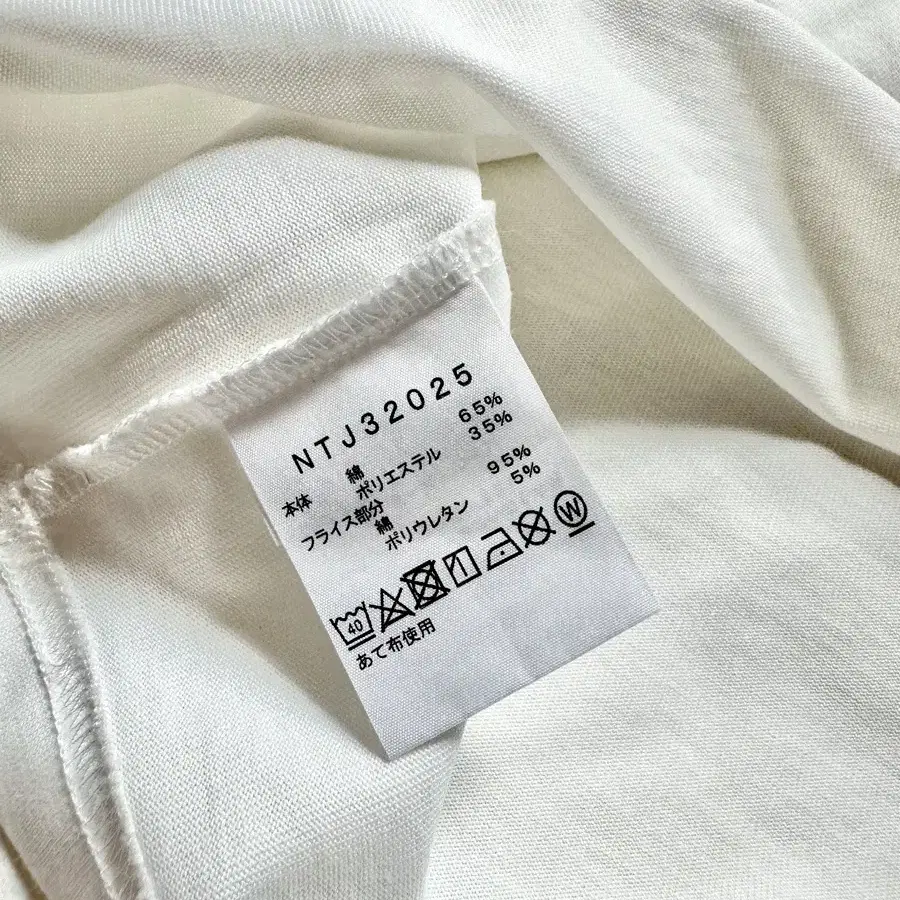 NTJ32025
本体 綿 65%
ポリエステル 35%
フライス部分
綿 95%
ポリウレタン 5%
40 W
あて布使用